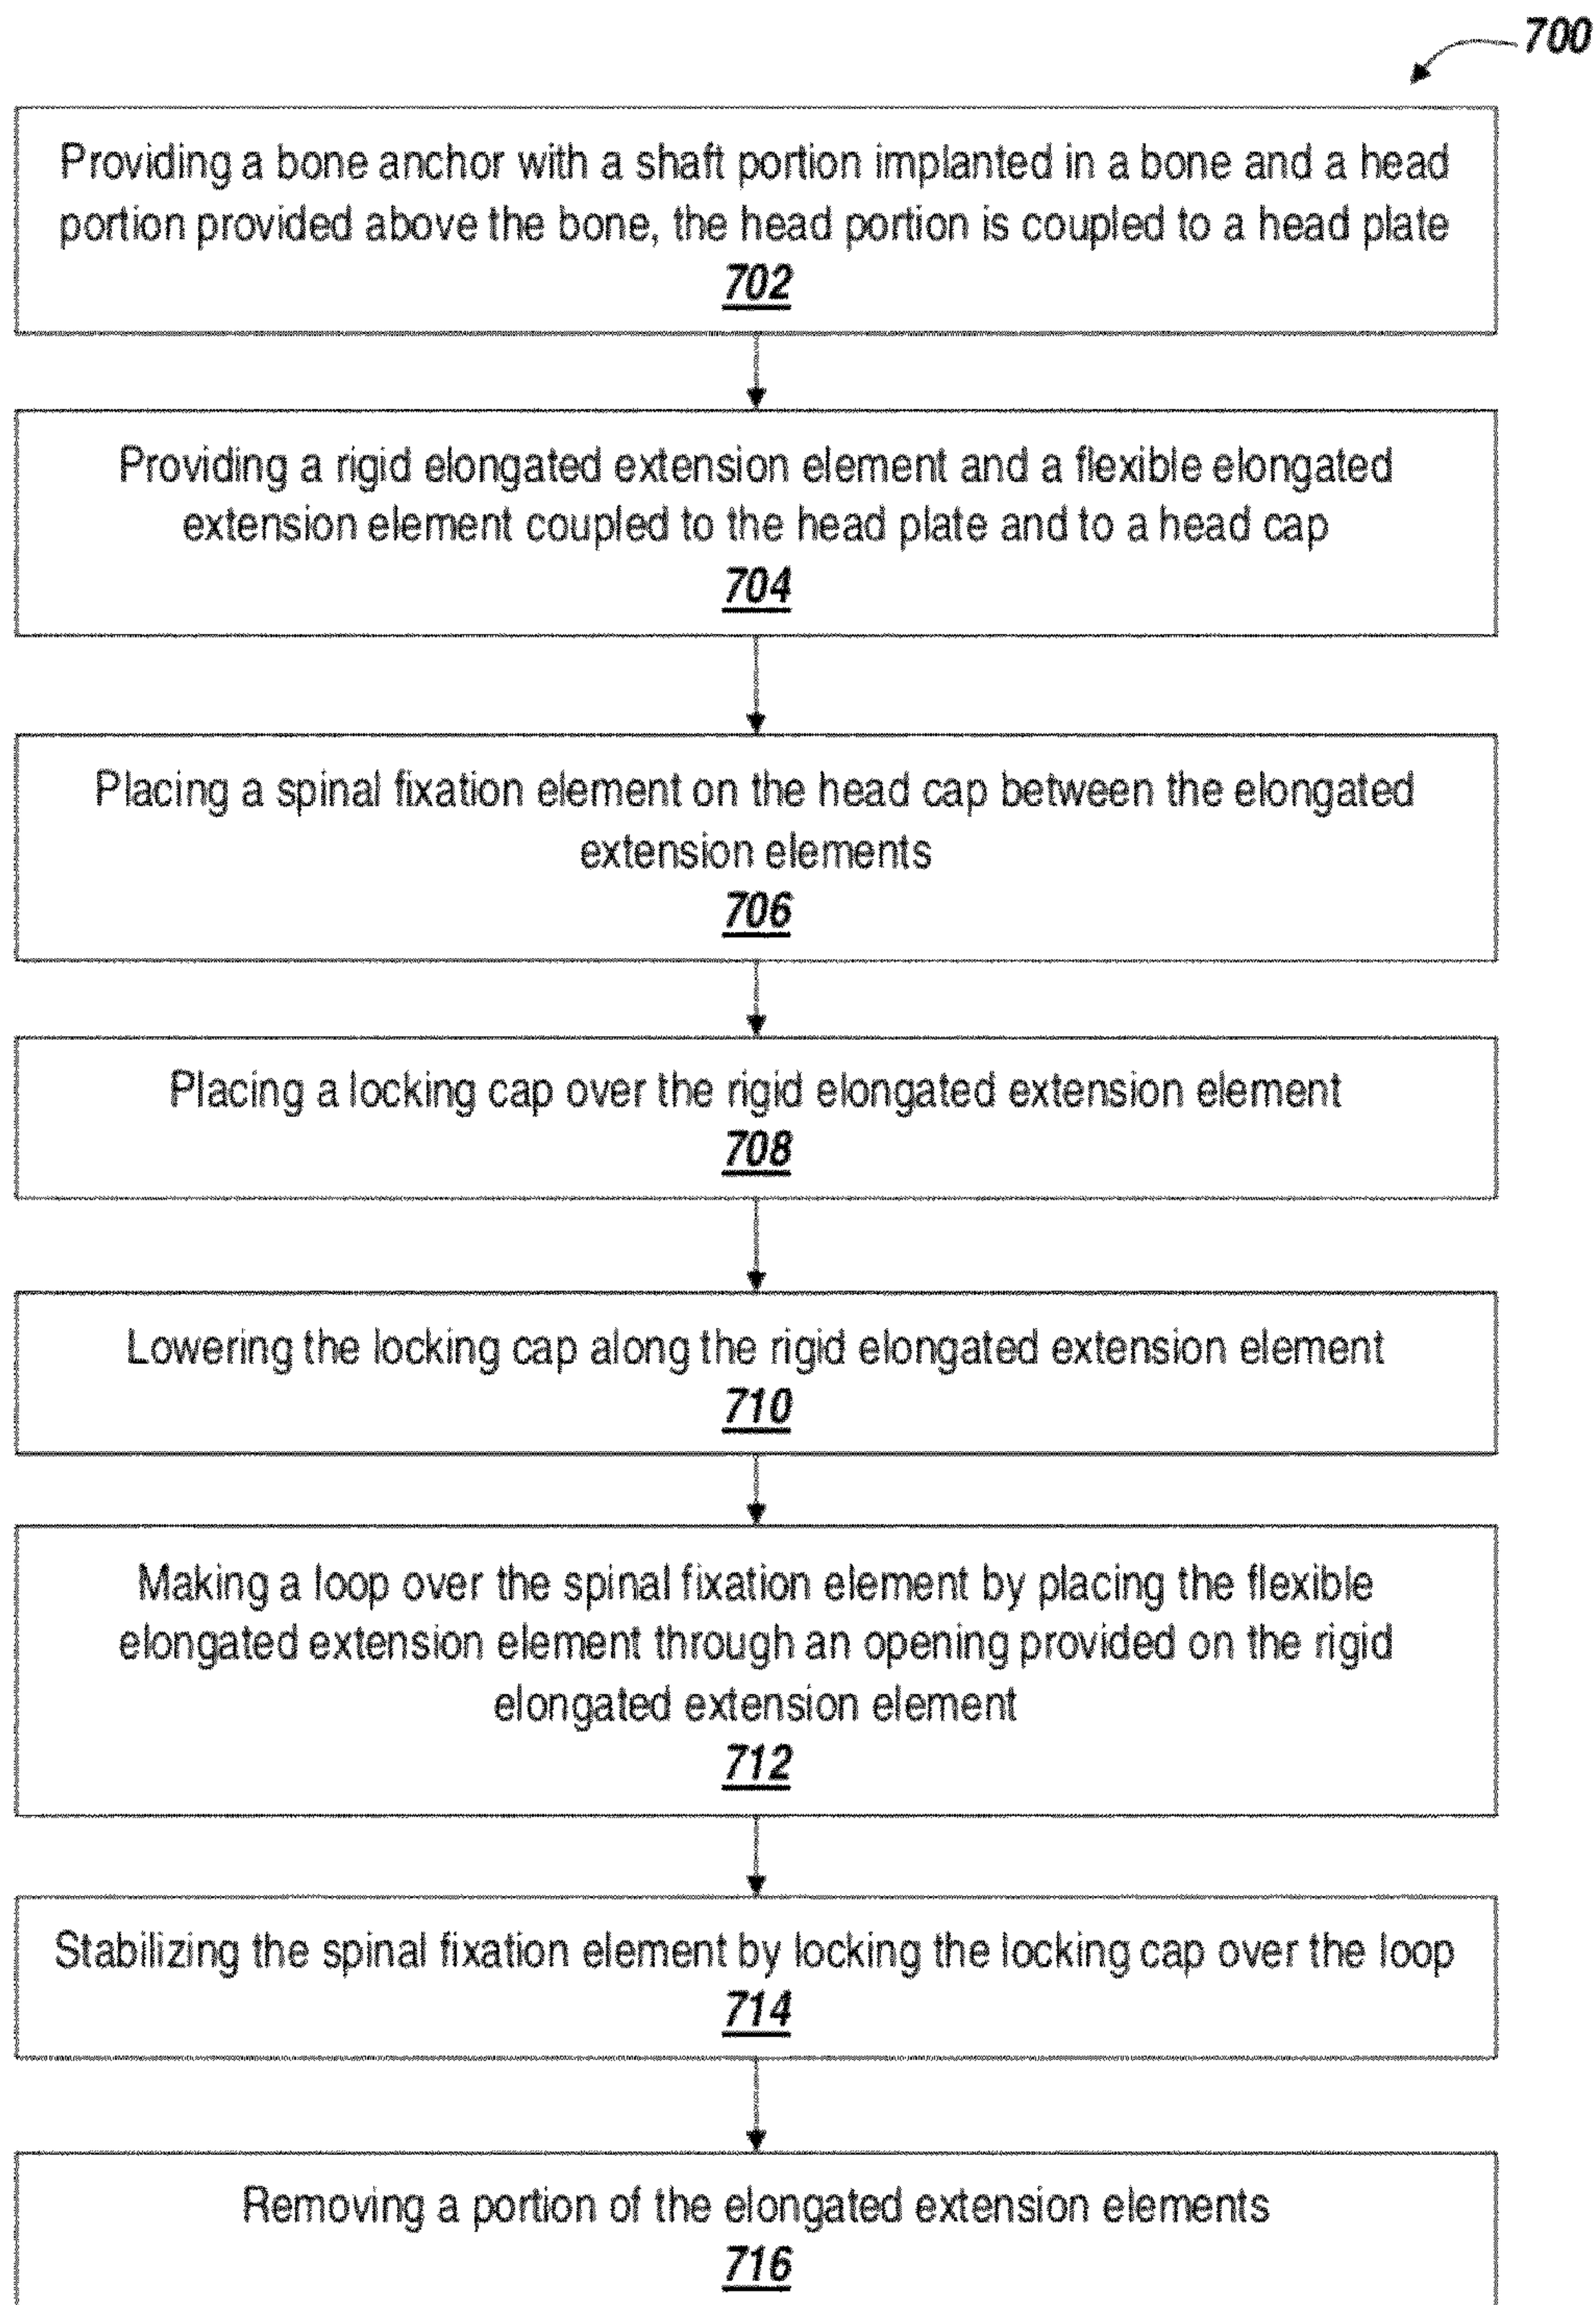 700
Providing a bone anchor with a shaft portion implanted in a bone and a head
portion provided above the bone, the head portion is coupled to a head plate
702
Providing a rigid elongated extension element and a flexible elongated
extension element coupled to the head plate and to a head cap
704
Placing a spinal fixation element on the head cap between the elongated
extension elements
706
Placing a locking cap over the rigid elongated extension element
708
Lowering the locking cap along the rigid elongated extension element
710
Making a loop over the spinal fixation element by placing the flexible
elongated extension element through an opening provided on the rigid
elongated extension element
712
Stabilizing the spinal fixation element by locking the locking cap over the loop
714
Removing a portion of the elongated extension elements
716